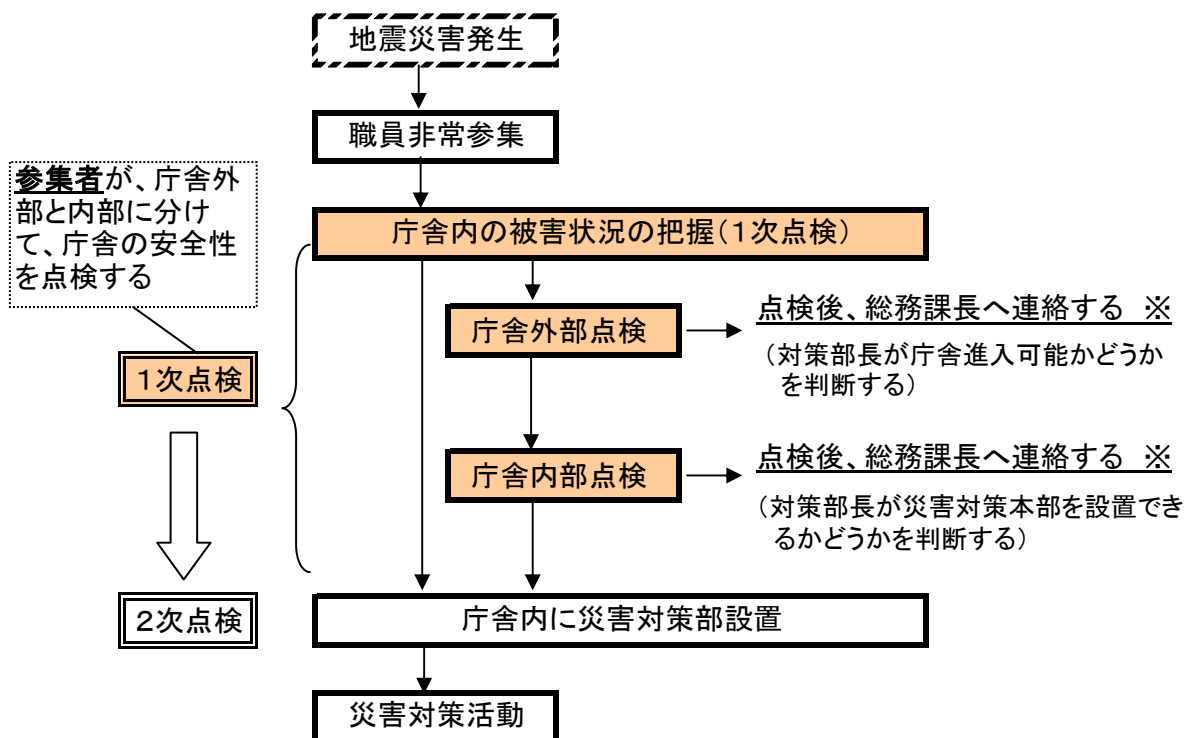 地震災害発生
職員非常参集
参集者が、庁舎外
部と内部に分け
て、庁舎の安全性
を点検する
庁舎内の被害状況の把握(1次点検)
庁舎外部点検
点検後、総務課長へ連絡する ※
(対策部長が庁舎進入可能かどうか
を判断する)
1次点検
庁舎内部点検
点検後、総務課長へ連絡する ※
(対策部長が災害対策本部を設置でき
るかどうかを判断する)
2次点検
庁舎内に災害対策部設置
災害対策活動